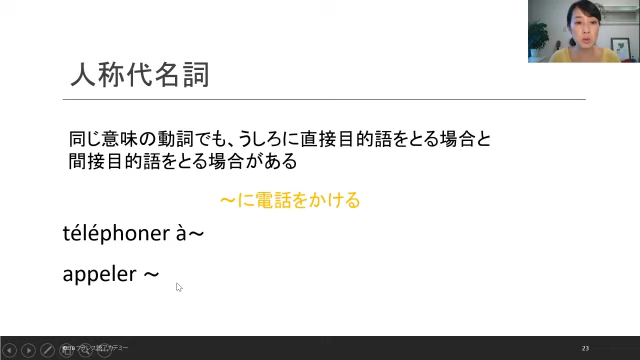 人称代名詞
同じ意味の動詞でも、うしろに直接目的語をとる場合と
間接目的語をとる場合がある
～に電話をかける
téléphoner à～
appeler ～
23